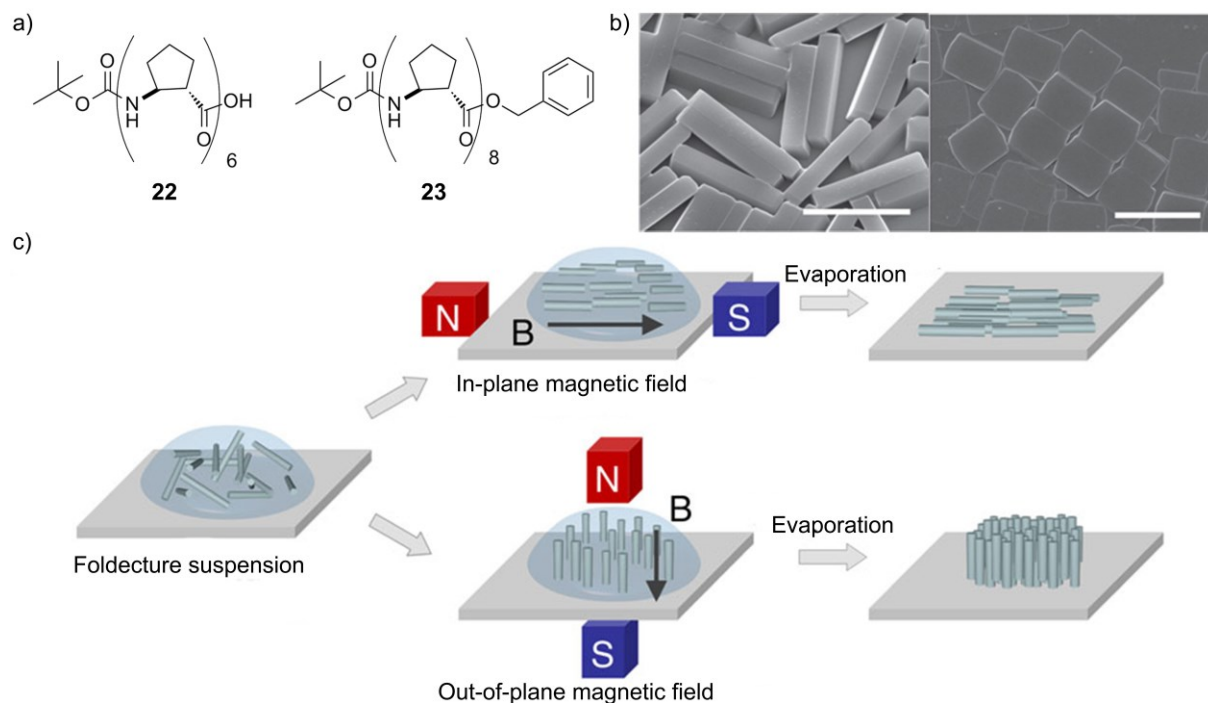 a)
b)
O
O
N
H
O
OH
6
22
O
O
N
H
O
O
8
23
c)
N
B
S
In-plane magnetic field
Evaporation
Foldecture suspension
N
B
S
Out-of-plane magnetic field
Evaporation